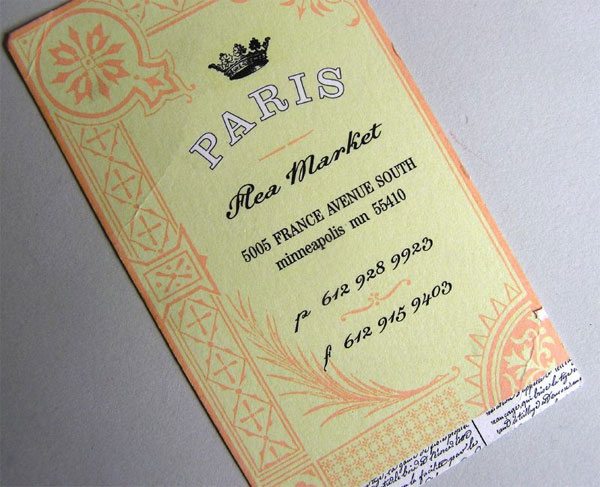 PARIS
Flea Market
5005 FRANCE AVENUE SOUTH
minneapolis mn 55410
p 612 928 9923
f 612 915 9403